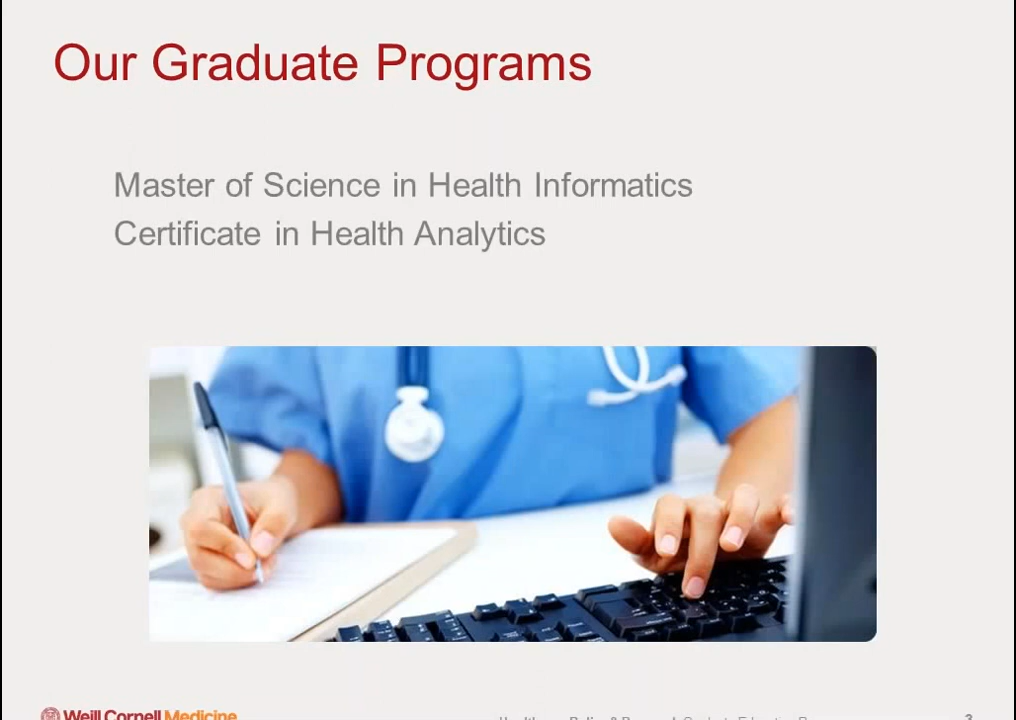 Our Graduate Programs
Master of Science in Health Informatics
Certificate in Health Analytics
Weill Cornell Medicine